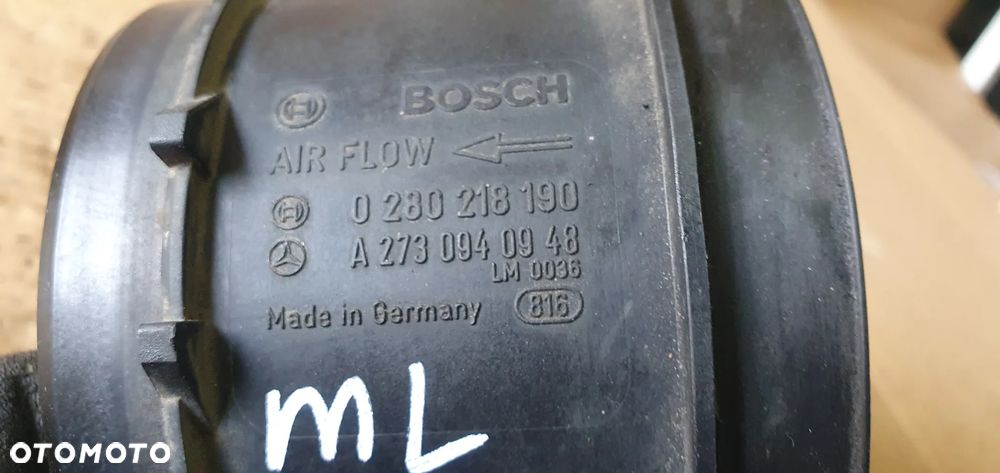 BOSCH
AIR FLOW
0 280 218 190
A 273 094 09 48
LM 0036
Made in Germany 816
ML
OTOMOTO